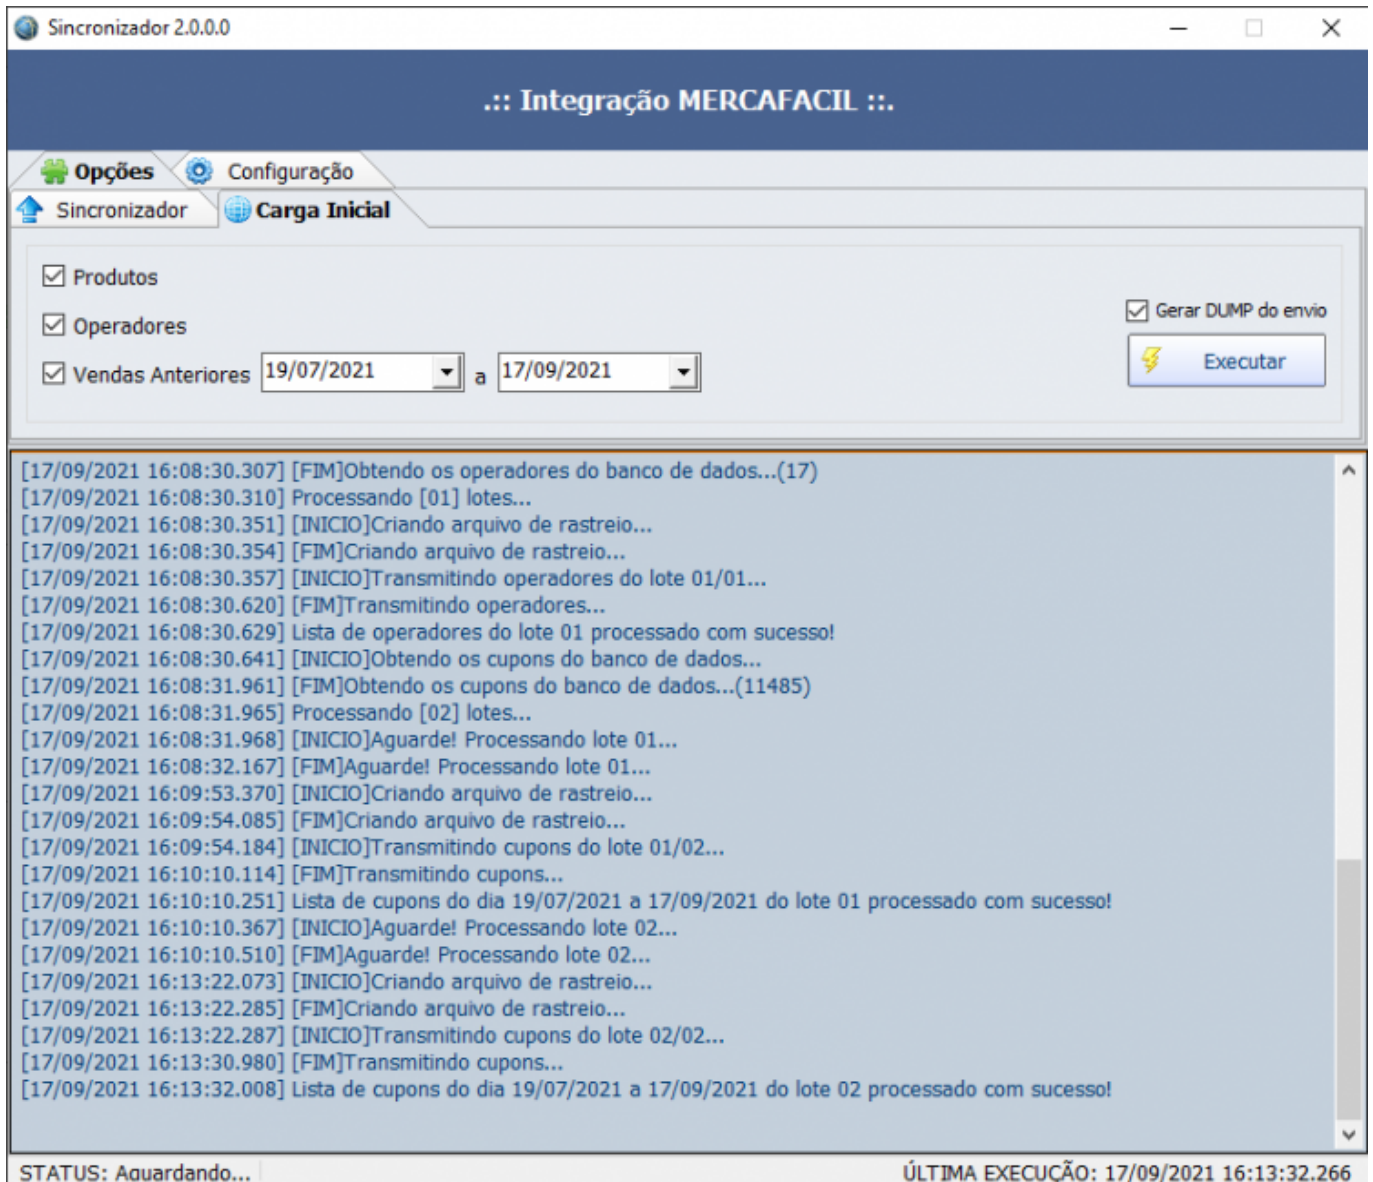 Sincronizador 2.0.0.0
.:: Integração MERCAFACIL ::.
Opções Configuração
Sincronizador Carga Inicial
Produtos
Gerar DUMP do envio
Operadores
Executar
Vendas Anteriores 19/07/2021 a 17/09/2021
[17/09/2021 16:08:30.307] [FIM]Obtendo os operadores do banco de dados...(17)
[17/09/2021 16:08:30.310] Processando [01] lotes...
[17/09/2021 16:08:30.351] [INICIO]Criando arquivo de rastreio...
[17/09/2021 16:08:30.354] [FIM]Criando arquivo de rastreio...
[17/09/2021 16:08:30.357] [INICIO]Transmitindo operadores do lote 01/01...
[17/09/2021 16:08:30.620] [FIM]Transmitindo operadores...
[17/09/2021 16:08:30.629] Lista de operadores do lote 01 processado com sucesso!
[17/09/2021 16:08:30.641] [INICIO]Obtendo os cupons do banco de dados...
[17/09/2021 16:08:31.961] [FIM]Obtendo os cupons do banco de dados...(11485)
[17/09/2021 16:08:31.965] Processando [02] lotes...
[17/09/2021 16:08:31.968] [INICIO]Aguarde! Processando lote 01...
[17/09/2021 16:08:32.167] [FIM]Aguarde! Processando lote 01...
[17/09/2021 16:09:53.370] [INICIO]Criando arquivo de rastreio...
[17/09/2021 16:09:54.085] [FIM]Criando arquivo de rastreio...
[17/09/2021 16:09:54.184] [INICIO]Transmitindo cupons do lote 01/02...
[17/09/2021 16:10:10.114] [FIM]Transmitindo cupons...
[17/09/2021 16:10:10.251] Lista de cupons do dia 19/07/2021 a 17/09/2021 do lote 01 processado com sucesso!
[17/09/2021 16:10:10.367] [INICIO]Aguarde! Processando lote 02...
[17/09/2021 16:10:10.510] [FIM]Aguarde! Processando lote 02...
[17/09/2021 16:13:22.073] [INICIO]Criando arquivo de rastreio...
[17/09/2021 16:13:22.285] [FIM]Criando arquivo de rastreio...
[17/09/2021 16:13:22.287] [INICIO]Transmitindo cupons do lote 02/02...
[17/09/2021 16:13:30.980] [FIM]Transmitindo cupons...
[17/09/2021 16:13:32.008] Lista de cupons do dia 19/07/2021 a 17/09/2021 do lote 02 processado com sucesso!
STATUS: Aguardando... ÚLTIMA EXECUÇÃO: 17/09/2021 16:13:32.266